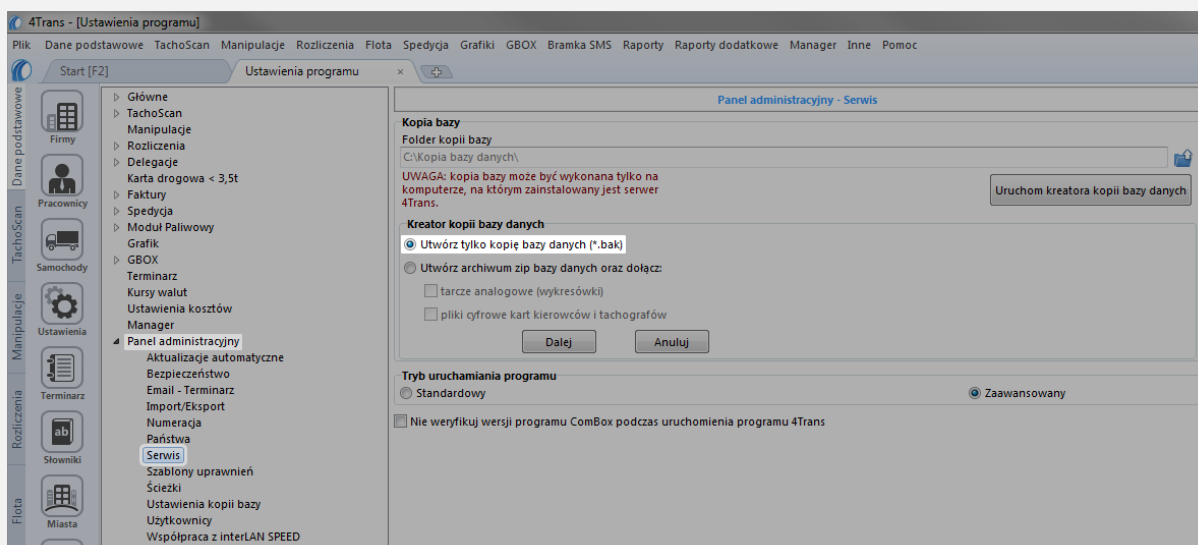 4Trans - [Ustawienia programu]
Plik Dane podstawowe TachoScan Manipulacje Rozliczenia Flota Spedycja Grafiki GBOX Bramka SMS Raporty Raporty dodatkowe Manager Inne Pomoc
Start [F2] Ustawienia programu
Dane podstawowe
TachoScan
Manipulacje
Rozliczenia
Flota
Firmy
Pracownicy
Samochody
Ustawienia
Terminarz
ab
Słowniki
Miasta
Główne
TachoScan
Manipulacje
Rozliczenia
Delegacje
Karta drogowa < 3,5t
Faktury
Spedycja
Moduł Paliwowy
Grafik
GBOX
Terminarz
Kursy walut
Ustawienia kosztów
Manager
Panel administracyjny
Aktualizacje automatyczne
Bezpieczeństwo
Email - Terminarz
Import/Eksport
Numeracja
Państwa
Serwis
Szablony uprawnień
Ścieżki
Ustawienia kopii bazy
Użytkownicy
Współpraca z interLAN SPEED
Panel administracyjny - Serwis
Kopia bazy
Folder kopii bazy
C:\Kopia bazy danych\
UWAGA: kopia bazy może być wykonana tylko na
komputerze, na którym zainstalowany jest serwer
4Trans.
Uruchom kreatora kopii bazy danych
Kreator kopii bazy danych
Utwórz tylko kopię bazy danych (*.bak)
Utwórz archiwum zip bazy danych oraz dołącz:
tarcze analogowe (wykresówki)
pliki cyfrowe kart kierowców i tachografów
Dalej Anuluj
Tryb uruchamiania programu
Standardowy Zaawansowany
Nie weryfikuj wersji programu ComBox podczas uruchomienia programu 4Trans